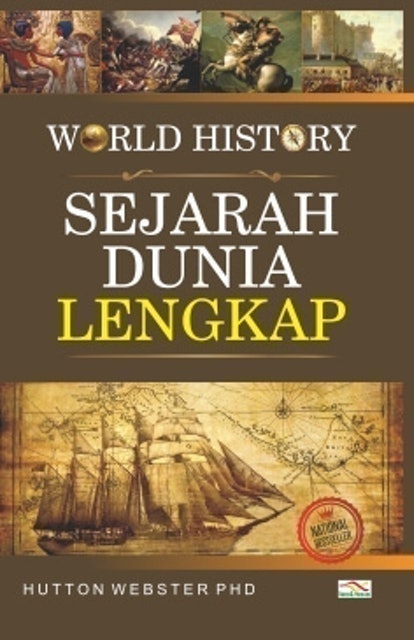 WORLD HISTORY
SEJARAH
DUNIA
LENGKAP
NATIONAL
BESTSELLER
HUTTON WEBSTER PHD